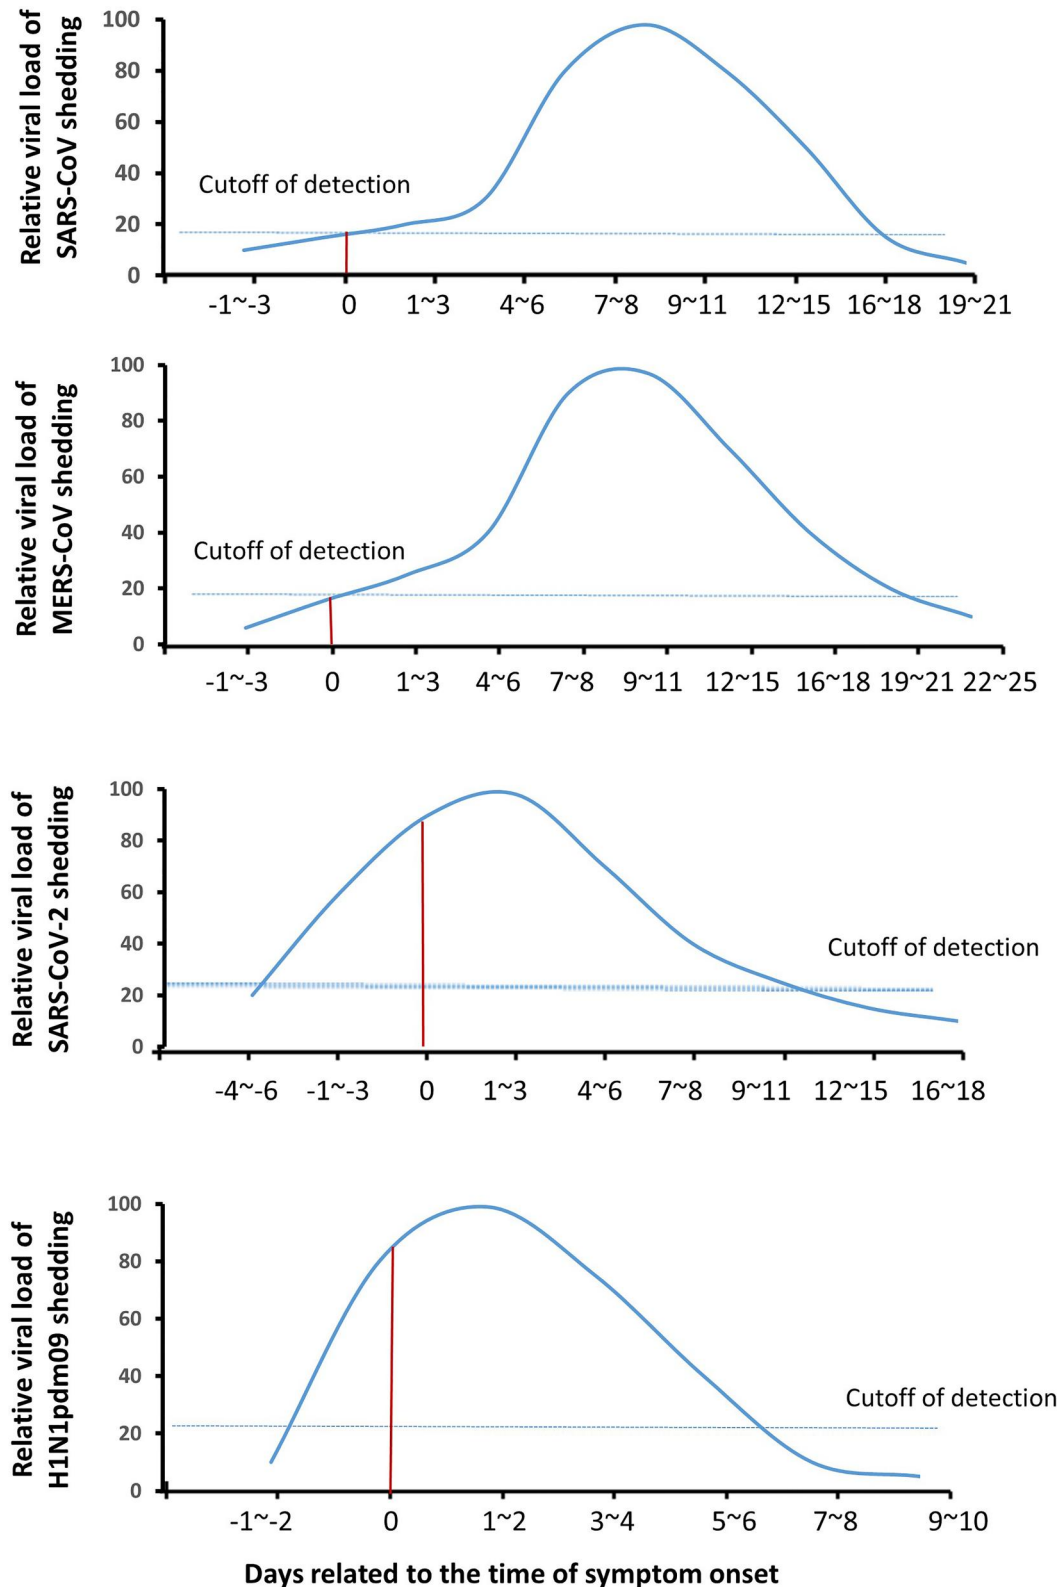 Relative viral load of
SARS-CoV shedding
100
80
60
40
20
0
Cutoff of detection
-1~-3 0 1~3 4~6 7~8 9~11 12~15 16~18 19~21
Relative viral load of
MERS-CoV shedding
100
80
60
40
20
0
Cutoff of detection
-1~-3 0 1~3 4~6 7~8 9~11 12~15 16~18 19~21 22~25
Relative viral load of
SARS-CoV-2 shedding
100
80
60
40
20
0
Cutoff of detection
-4~-6 -1~-3 0 1~3 4~6 7~8 9~11 12~15 16~18
Relative viral load of
H1N1pdm09 shedding
100
80
60
40
20
0
Cutoff of detection
-1~-2 0 1~2 3~4 5~6 7~8 9~10
Days related to the time of symptom onset